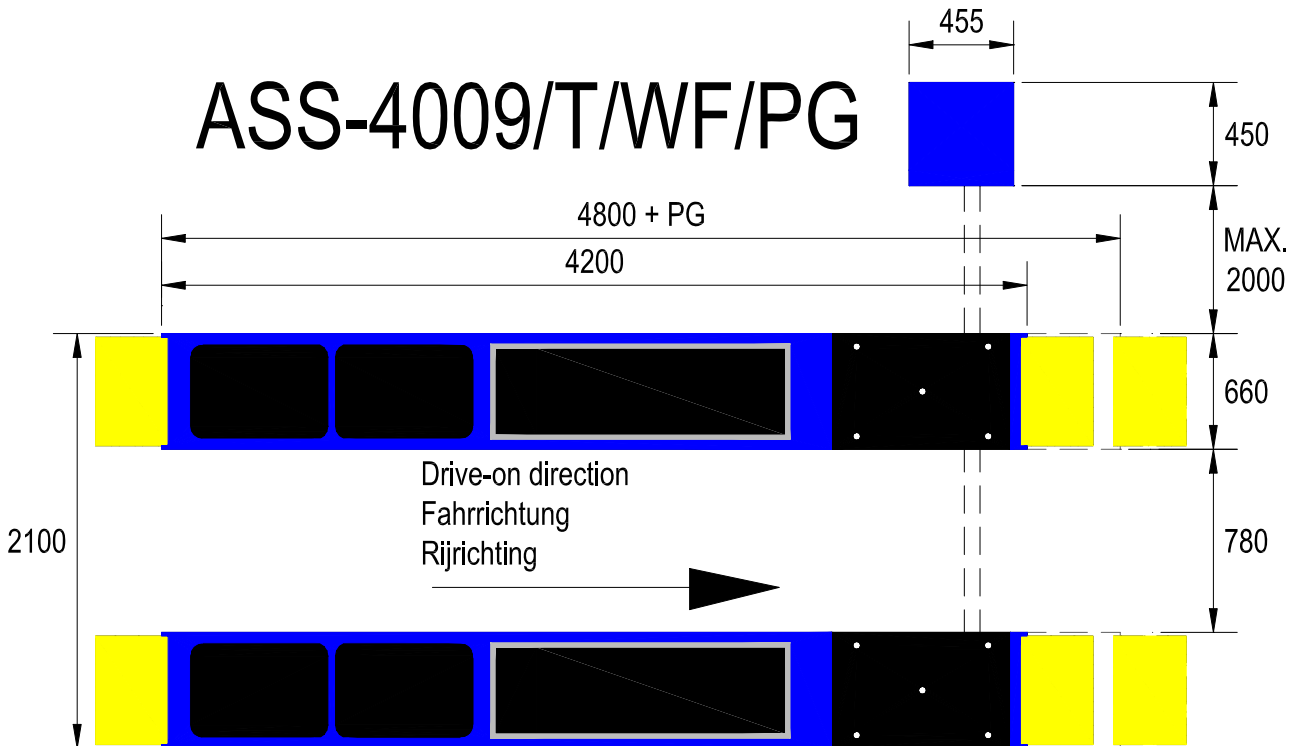 455
ASS-4009/T/WF/PG
450
4800 + PG
MAX.
2000
4200
660
Drive-on direction
Fahrrichtung
Rijrichting
2100
780